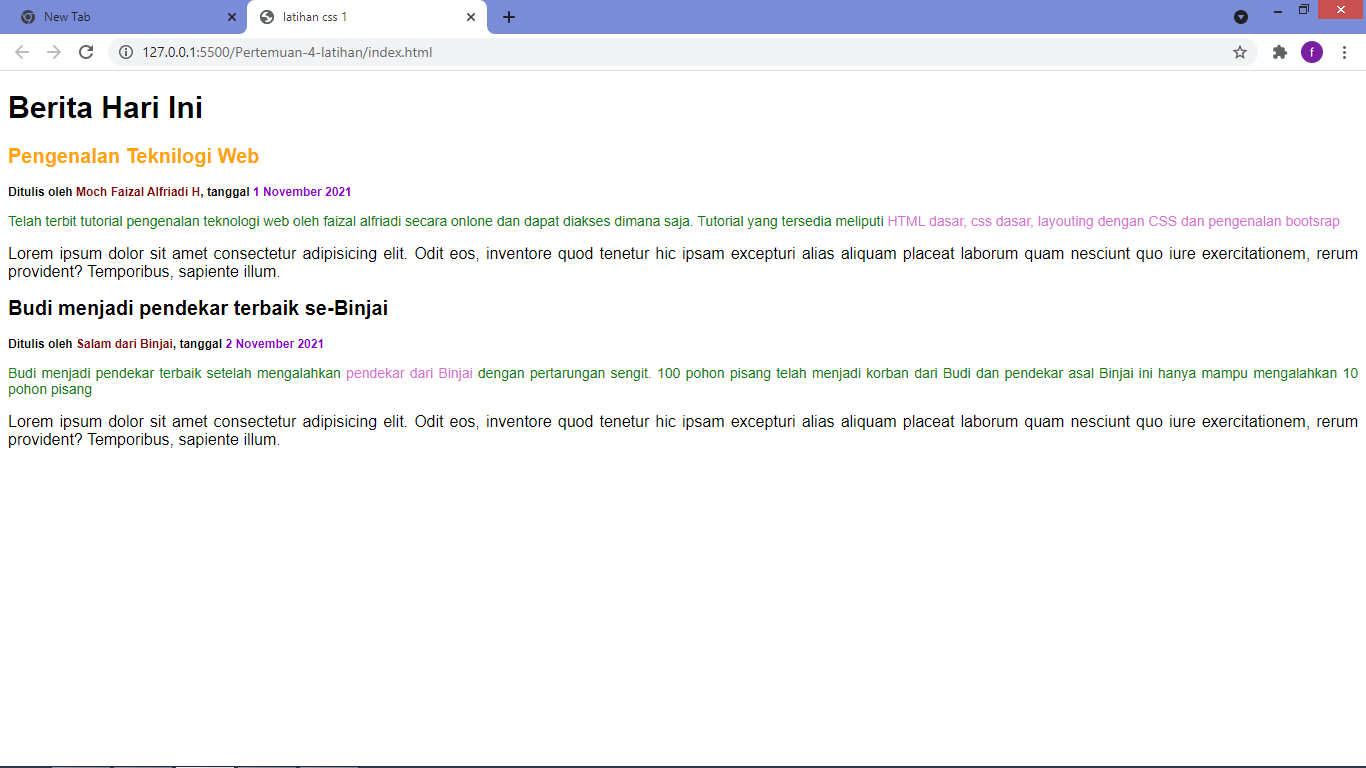 New Tab
latihan css 1
127.0.0.1:5500/Pertemuan-4-latihan/index.html
f
Berita Hari Ini
Pengenalan Teknilogi Web
Ditulis oleh Moch Faizal Alfriadi H, tanggal 1 November 2021
Telah terbit tutorial pengenalan teknologi web oleh faizal alfriadi secara onlone dan dapat diakses dimana saja. Tutorial yang tersedia meliputi HTML dasar, css dasar, layouting dengan CSS dan pengenalan bootsrap
Lorem ipsum dolor sit amet consectetur adipisicing elit. Odit eos, inventore quod tenetur hic ipsam excepturi alias aliquam placeat laborum quam nesciunt quo iure exercitationem, rerum
provident? Temporibus, sapiente illum.
Budi menjadi pendekar terbaik se-Binjai
Ditulis oleh Salam dari Binjai, tanggal 2 November 2021
Budi menjadi pendekar terbaik setelah mengalahkan pendekar dari Binjai dengan pertarungan sengit. 100 pohon pisang telah menjadi korban dari Budi dan pendekar asal Binjai ini hanya mampu mengalahkan 10
pohon pisang
Lorem ipsum dolor sit amet consectetur adipisicing elit. Odit eos, inventore quod tenetur hic ipsam excepturi alias aliquam placeat laborum quam nesciunt quo iure exercitationem, rerum
provident? Temporibus, sapiente illum.